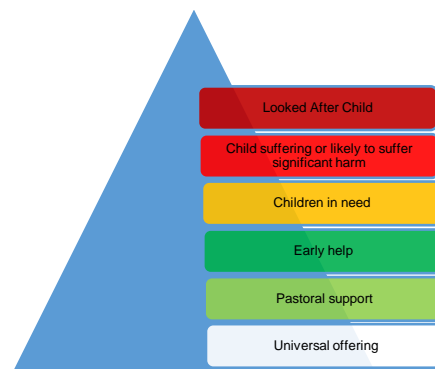 Looked After Child
Child suffering or likely to suffer
significant harm
Children in need
Early help
Pastoral support
Universal offering